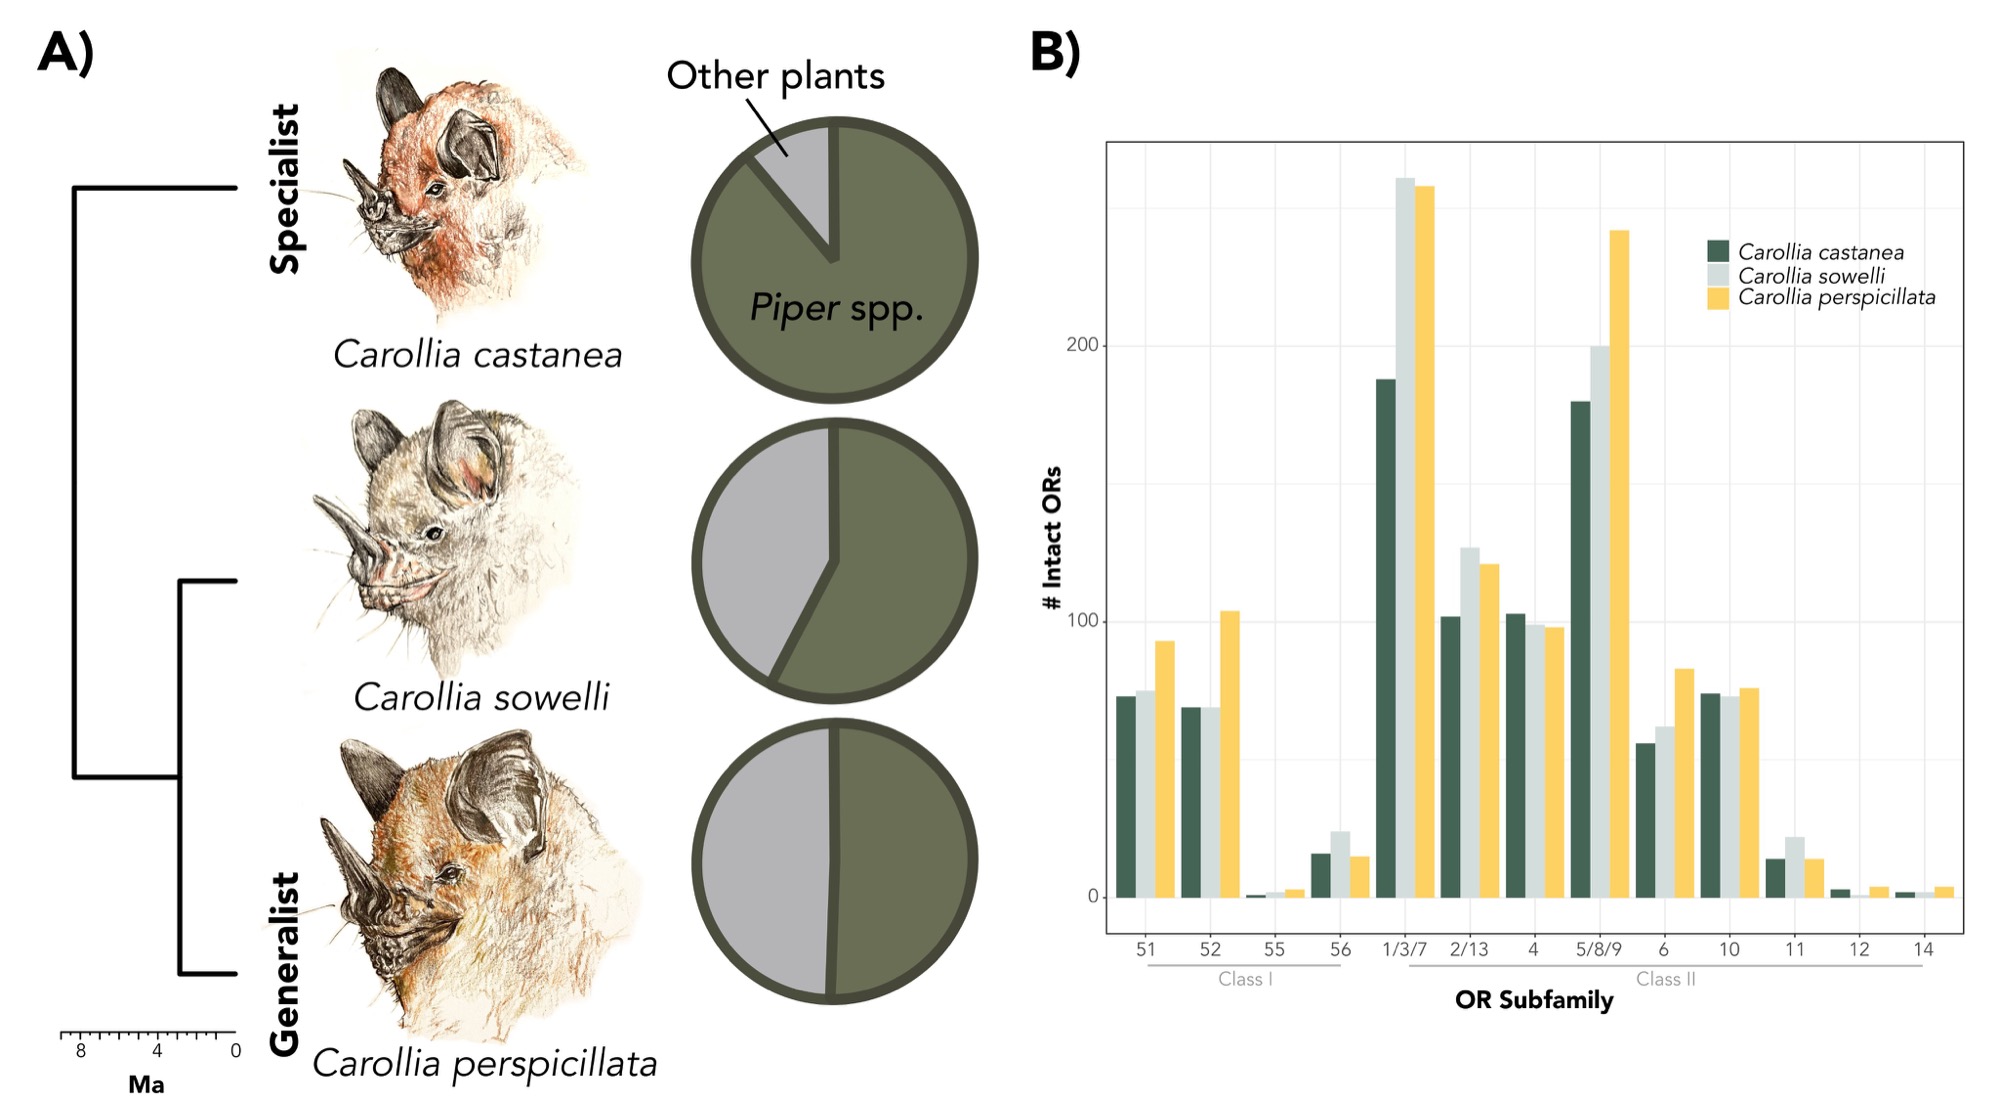 A)
Specialist
Other plants
Piper spp.
Carollia castanea
Carollia sowelli
Generalist
Carollia perspicillata
8 4 0
Ma
B)
# Intact ORs
200
100
0
Carollia castanea
Carollia sowelli
Carollia perspicillata
51 52 55 56 1/3/7 2/13 4 5/8/9 6 10 11 12 14
Class I Class II
OR Subfamily